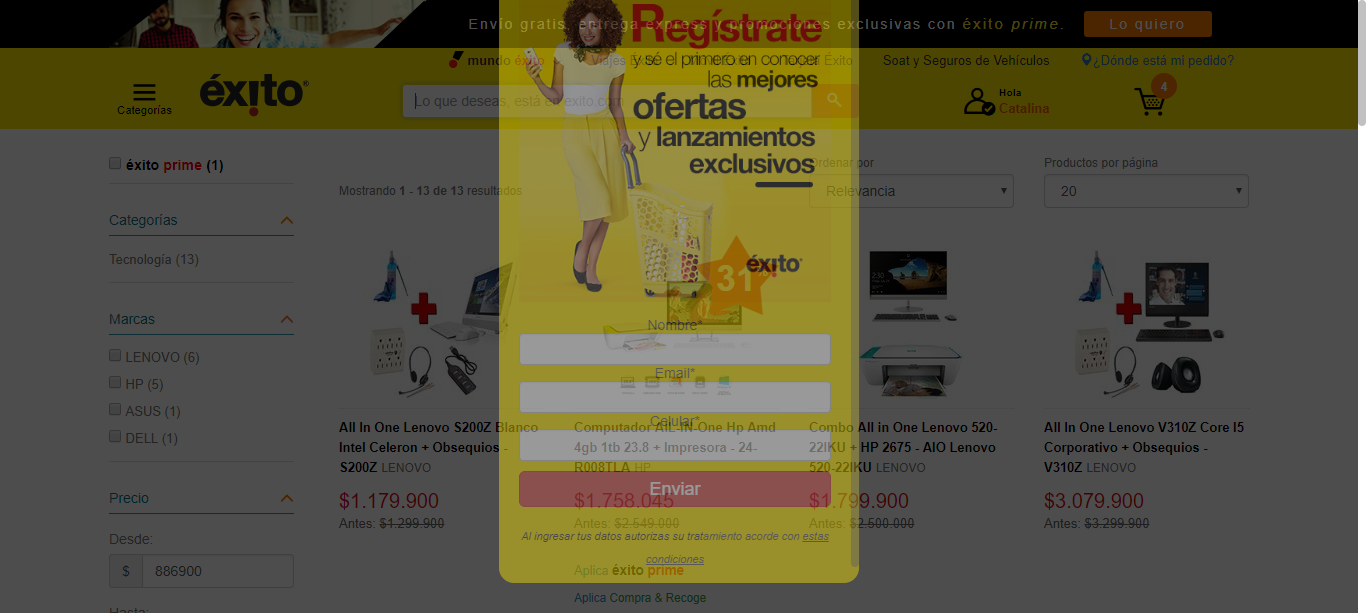 Envío gratis, entrega express y promociones exclusivas con éxito prime.
Lo quiero
mundo éxito
Viajes Éxito
Éxito
Soat y Seguros de Vehículos
¿Dónde está mi pedido?
Categorías
éxito
Lo que deseas, está en exito.com
Hola
Catalina
4
Regístrate
y sé el primero en conocer
las mejores
ofertas
y lanzamientos
exclusivos
éxito
31%
Nombre*
Email*
Celular*
Enviar
Al ingresar tus datos autorizas su tratamiento acorde con estas
condiciones
éxito prime (1)
Categorías
Tecnología (13)
Marcas
LENOVO (6)
HP (5)
ASUS (1)
DELL (1)
Precio
Desde:
$ 886900
Hasta:
Mostrando 1 - 13 de 13 resultados
Ordenar por
Relevancia
Productos por página
20
All In One Lenovo S200Z Blanco
Intel Celeron + Obsequios -
S200Z LENOVO
$1.179.900
Antes: $1.299.900
Computador AIL-IN-One Hp Amd
4gb 1tb 23.8 + Impresora - 24-
R008TLA HP
$1.758.045
Antes: $2.549.000
Aplica éxito prime
Aplica Compra & Recoge
Combo All in One Lenovo 520-
22IKU + HP 2675 - AIO Lenovo
520-22IKU LENOVO
$1.799.900
Antes: $2.500.000
All In One Lenovo V310Z Core I5
Corporativo + Obsequios -
V310Z LENOVO
$3.079.900
Antes: $3.299.900